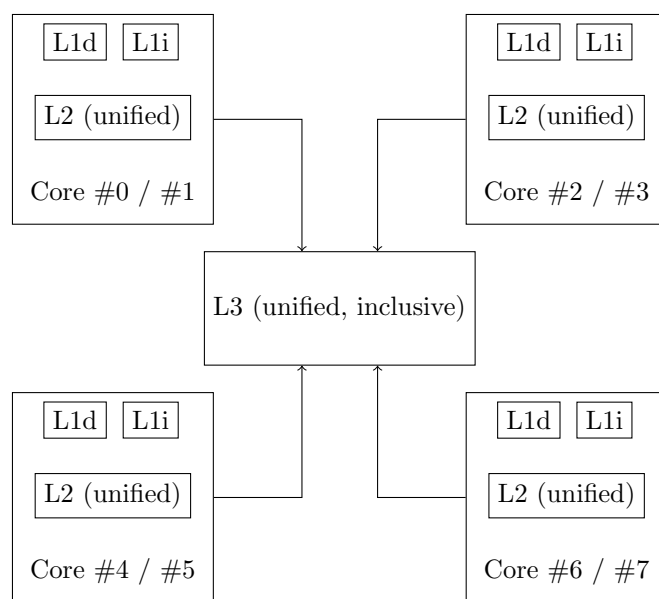 L1d L1i
L2 (unified)
Core #0 / #1
L1d L1i
L2 (unified)
Core #2 / #3
L3 (unified, inclusive)
L1d L1i
L2 (unified)
Core #4 / #5
L1d L1i
L2 (unified)
Core #6 / #7